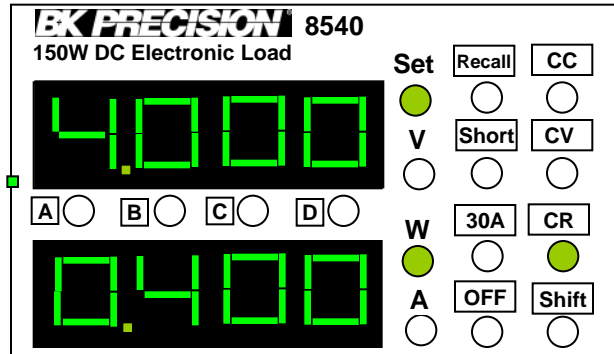 BK PRECISION® 8540
150W DC Electronic Load
Set Recall CC
4.000
V Short CV
A B C D
W 30A CR
0.400
A OFF Shift